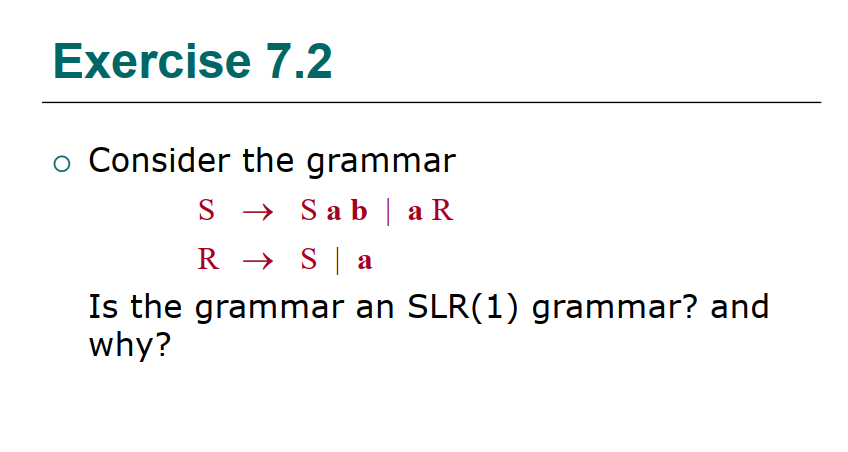 Exercise 7.2
○ Consider the grammar
S → S a b | a R
R → S | a
Is the grammar an SLR(1) grammar? and
why?